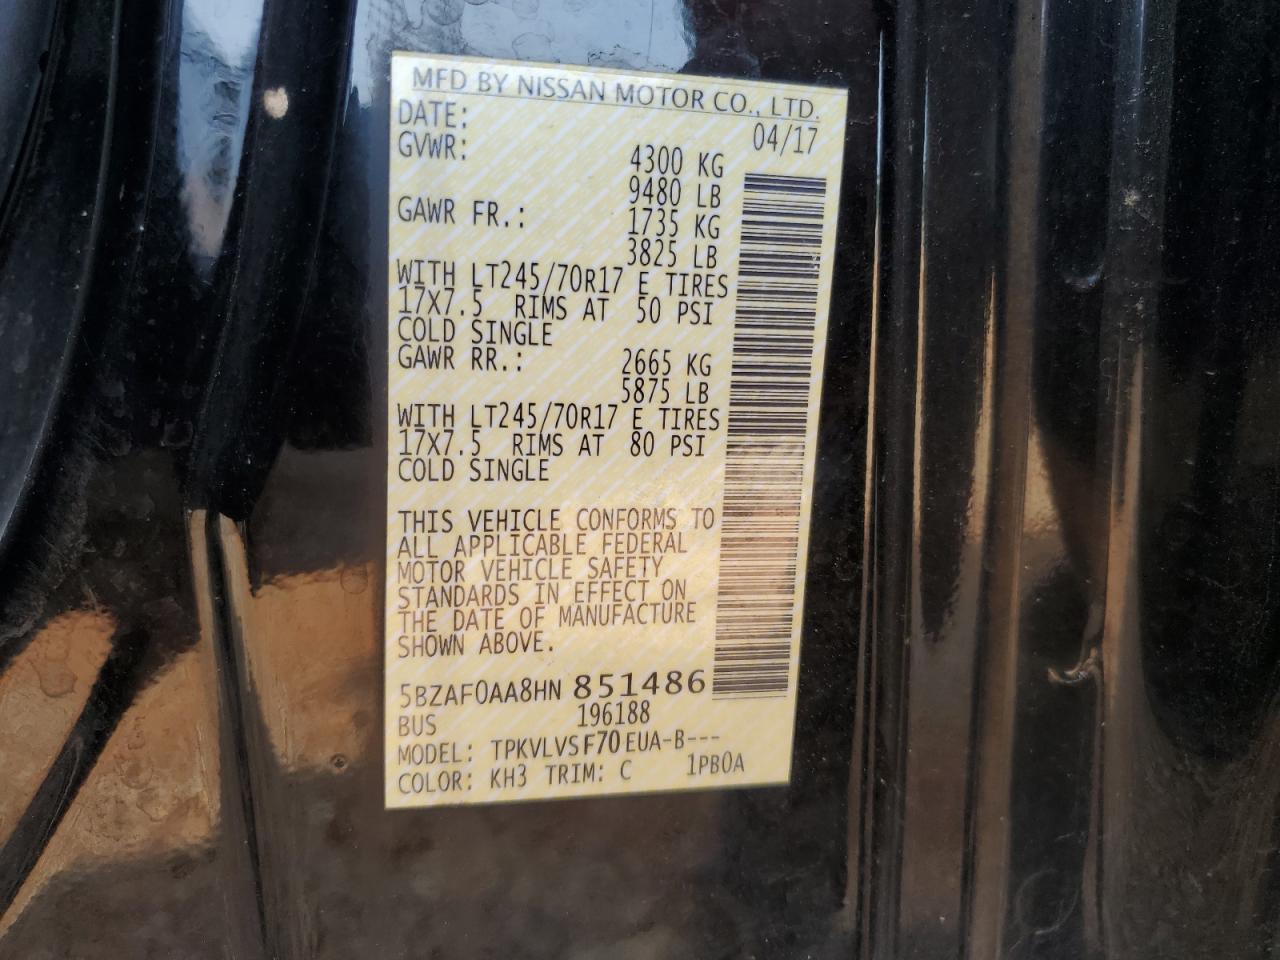 MFD BY NISSAN MOTOR CO., LTD.
DATE: 04/17
GVWR: 4300 KG
9480 LB
GAWR FR.: 1735 KG
3825 LB
WITH LT245/70R17 E TIRES
17X7.5 RIMS AT 50 PSI
COLD SINGLE
GAWR RR.: 2665 KG
5875 LB
WITH LT245/70R17 E TIRES
17X7.5 RIMS AT 80 PSI
COLD SINGLE
THIS VEHICLE CONFORMS TO
ALL APPLICABLE FEDERAL
MOTOR VEHICLE SAFETY
STANDARDS IN EFFECT ON
THE DATE OF MANUFACTURE
SHOWN ABOVE.
5BZAF0AA8HN 851486
BUS 196188
MODEL: TPKVLVSF70EUA-B---
COLOR: KH3 TRIM: C 1PB0A